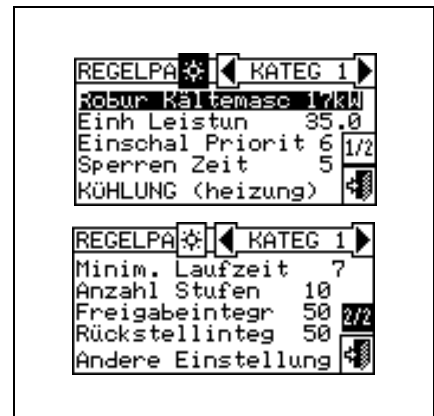 REGELPA KATEG 1
Robur Kältemasc 17kW
Einh Leistun 35.0
Einschal Priorit 6 1/2
Sperren Zeit 5
KüHLUNG (heizung)
REGELPA KATEG 1
Minim. Laufzeit 7
Anzahl Stufen 10
Freigabeintegr 50 2/2
Rückstellinteg 50
Andere Einstellung